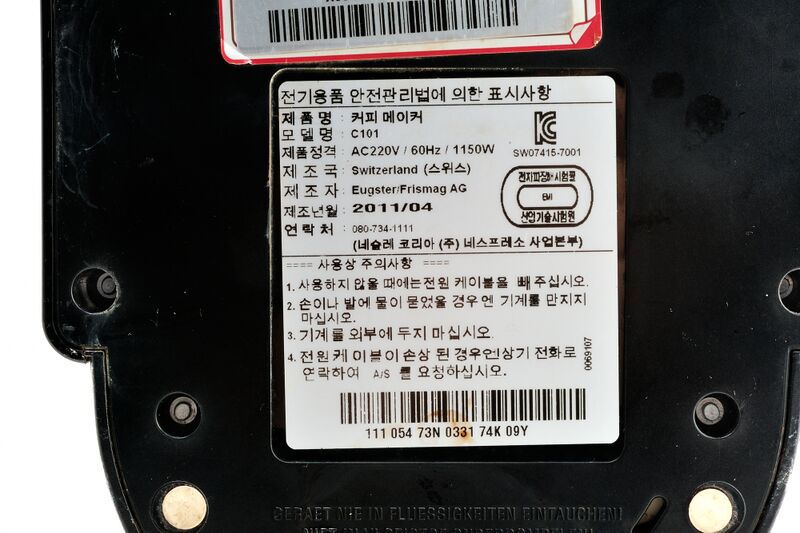 전기용품 안전관리법에 의한 표시사항
제 품 명 : 커피 메이커
모 델 명 : C101
제품정격 : AC220V / 60Hz / 1150W
SW07415-7001
제 조 국 : Switzerland (스위스)
제 조 자 : Eugster/Frismag AG
제조년월 : 2011/04
연 락 처 : 080-734-1111
(네슬레 코리아 (주) 네스프레소 사업본부)
전자파장해시험필
EMI
산업기술시험원
==== 사용상 주의사항 ====
1. 사용하지 않을 때에는전원 케이블을 빼 주십시오.
2. 손이나 발에 물이 묻었을 경우엔 기계를 만지지
마십시오.
3. 기계를 외부에 두지 마십시오.
4. 전원케이블이 손상 된 경우엔상기 전화로
연락하여 A/S 를 요청하십시오.
0069107
111 054 73N 0331 74K 09Y
GERAET NIE IN FLUESSIGKEITEN EINTAUCHEN!